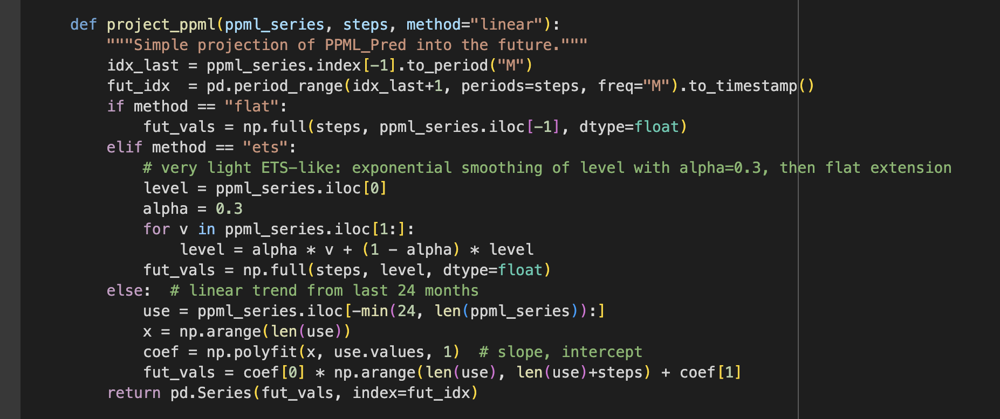 def project_ppml(ppml_series, steps, method="linear"):
    """Simple projection of PPML_Pred into the future."""
    idx_last = ppml_series.index[-1].to_period("M")
    fut_idx  = pd.period_range(idx_last+1, periods=steps, freq="M").to_timestamp()
    if method == "flat":
        fut_vals = np.full(steps, ppml_series.iloc[-1], dtype=float)
    elif method == "ets":
        # very light ETS-like: exponential smoothing of level with alpha=0.3, then flat extension
        level = ppml_series.iloc[0]
        alpha = 0.3
        for v in ppml_series.iloc[1:]:
            level = alpha * v + (1 - alpha) * level
        fut_vals = np.full(steps, level, dtype=float)
    else:  # linear trend from last 24 months
        use = ppml_series.iloc[-min(24, len(ppml_series)):]
        x = np.arange(len(use))
        coef = np.polyfit(x, use.values, 1)  # slope, intercept
        fut_vals = coef[0] * np.arange(len(use), len(use)+steps) + coef[1]
    return pd.Series(fut_vals, index=fut_idx)